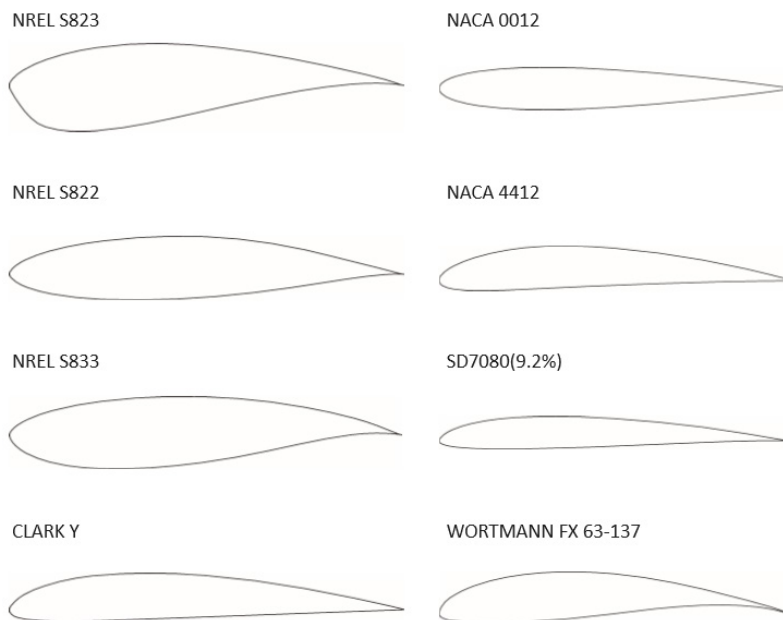 NREL S823
NACA 0012
NREL S822
NACA 4412
NREL S833
SD7080(9.2%)
CLARK Y
WORTMANN FX 63-137